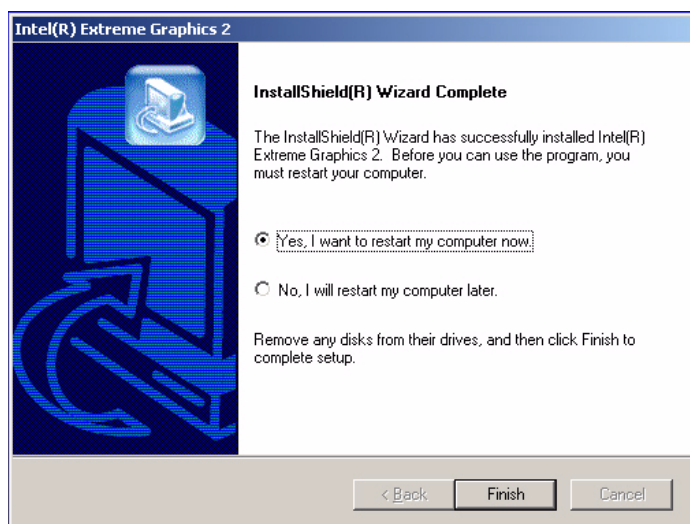 Intel(R) Extreme Graphics 2
InstallShield(R) Wizard Complete
The InstallShield(R) Wizard has successfully installed Intel(R)
Extreme Graphics 2.  Before you can use the program, you
must restart your computer.
Yes, I want to restart my computer now.
No, I will restart my computer later.
Remove any disks from their drives, and then click Finish to
complete setup.
< Back
Finish
Cancel